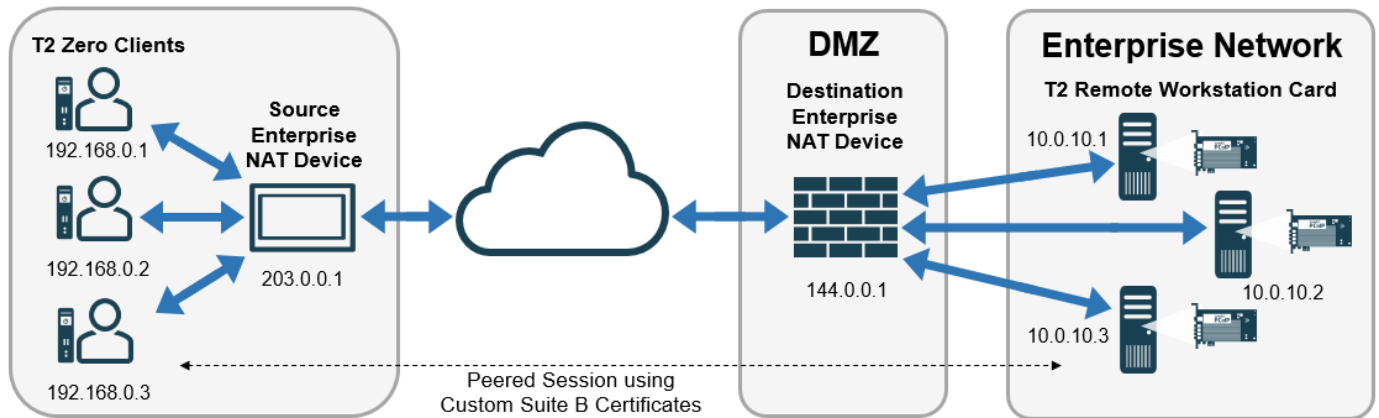 T2 Zero Clients
192.168.0.1
192.168.0.2
192.168.0.3
Source
Enterprise
NAT Device
203.0.0.1
DMZ
Destination
Enterprise
NAT Device
144.0.0.1
Enterprise Network
T2 Remote Workstation Card
10.0.10.1
10.0.10.2
10.0.10.3
Peered Session using
Custom Suite B Certificates